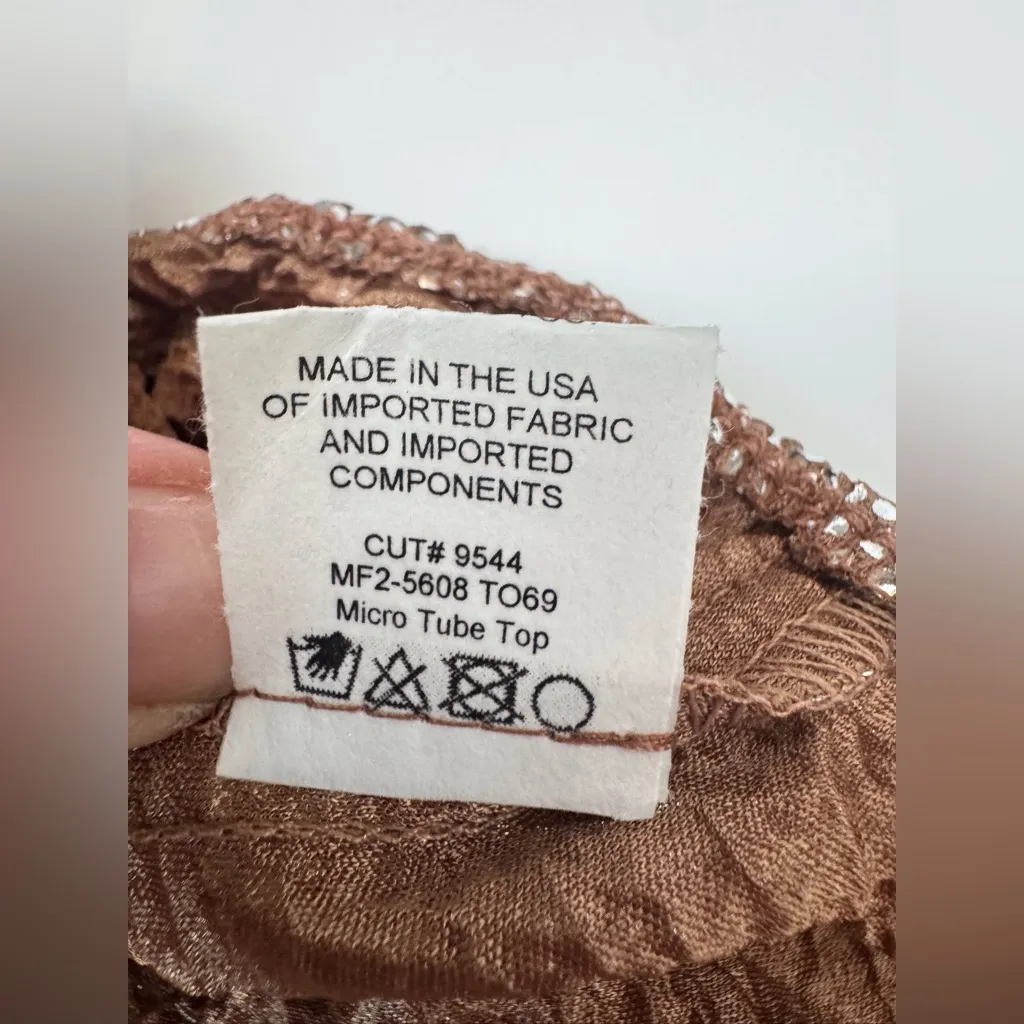 MADE IN THE USA
OF IMPORTED FABRIC
AND IMPORTED
COMPONENTS
CUT# 9544
MF2-5608 TO69
Micro Tube Top